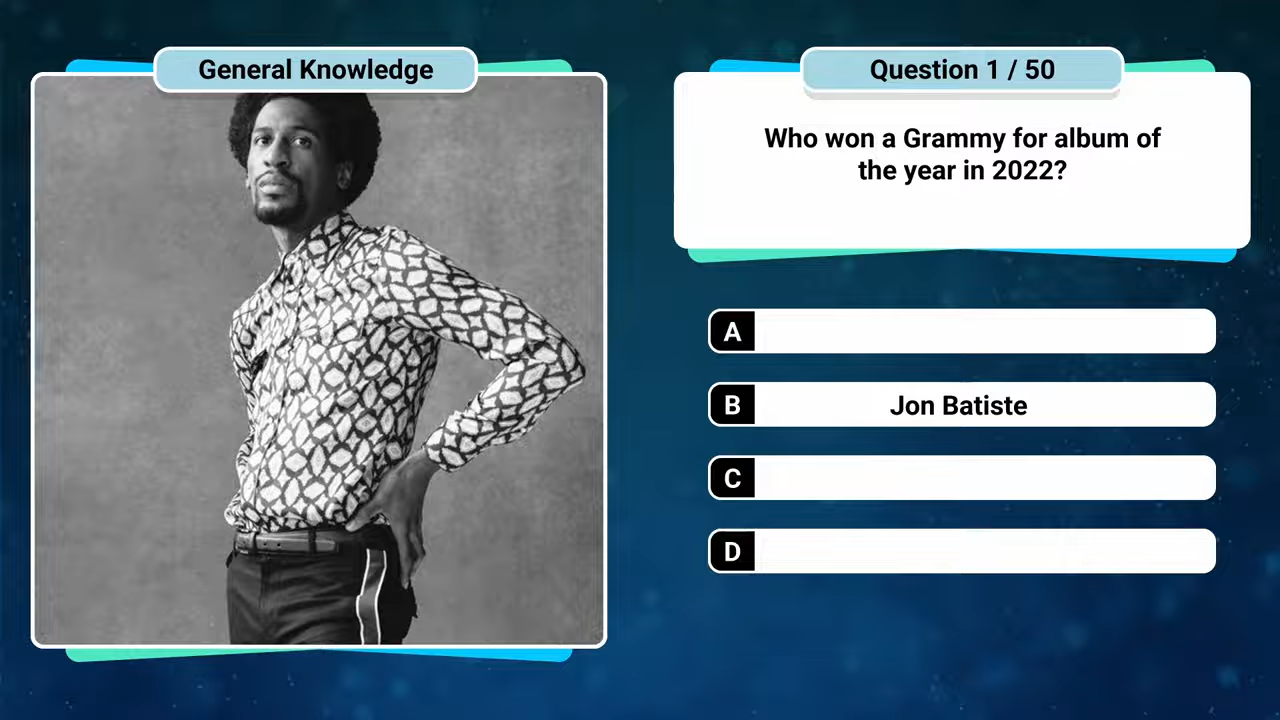 General Knowledge
Question 1 / 50
Who won a Grammy for album of
the year in 2022?
A
B
Jon Batiste
C
D